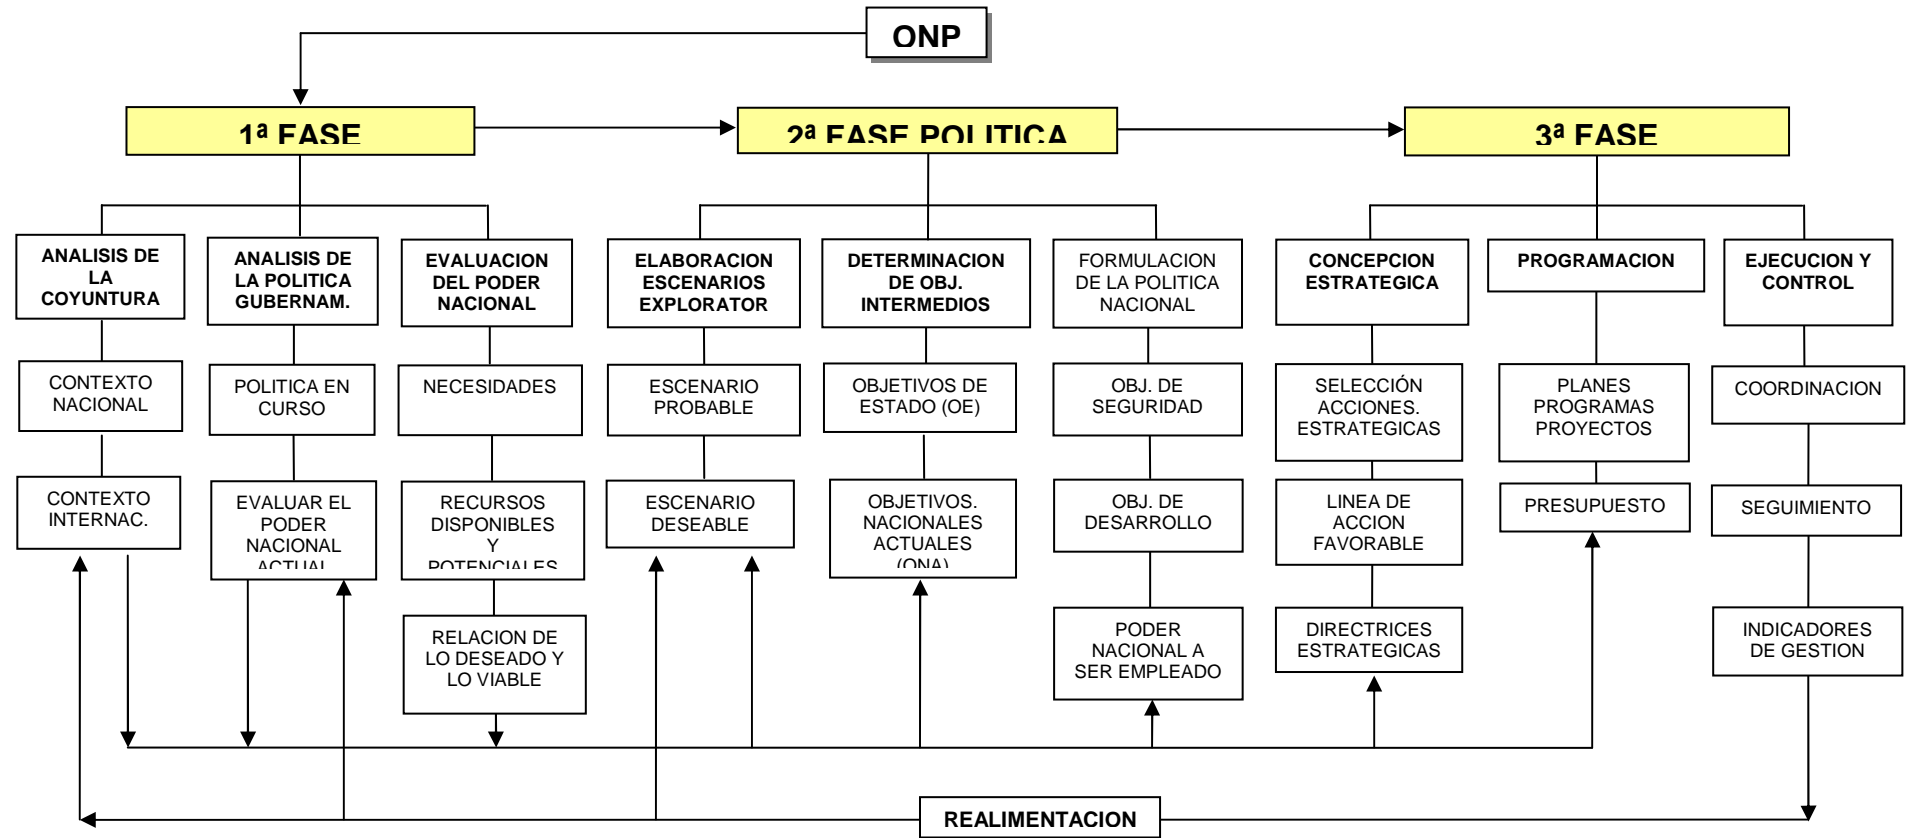 ONP
1ª FASE
2ª FASE POLITICA
3ª FASE
ANALISIS DE
LA
COYUNTURA
ANALISIS DE
LA POLITICA
GUBERNAM.
EVALUACION
DEL PODER
NACIONAL
ELABORACION
ESCENARIOS
EXPLORATOR
DETERMINACION
DE OBJ.
INTERMEDIOS
FORMULACION
DE LA POLITICA
NACIONAL
CONCEPCION
ESTRATEGICA
PROGRAMACION
EJECUCION Y
CONTROL
CONTEXTO
NACIONAL
POLITICA EN
CURSO
NECESIDADES
ESCENARIO
PROBABLE
OBJETIVOS DE
ESTADO (OE)
OBJ. DE
SEGURIDAD
SELECCIÓN
ACCIONES.
ESTRATEGICAS
PLANES
PROGRAMAS
PROYECTOS
COORDINACION
CONTEXTO
INTERNAC.
EVALUAR EL
PODER
NACIONAL
ACTUAL
RECURSOS
DISPONIBLES
Y
POTENCIALES
ESCENARIO
DESEABLE
OBJETIVOS.
NACIONALES
ACTUALES
(ONA)
OBJ. DE
DESARROLLO
LINEA DE
ACCION
FAVORABLE
PRESUPUESTO
SEGUIMIENTO
RELACION DE
LO DESEADO Y
LO VIABLE
PODER
NACIONAL A
SER EMPLEADO
DIRECTRICES
ESTRATEGICAS
INDICADORES
DE GESTION
REALIMENTACION